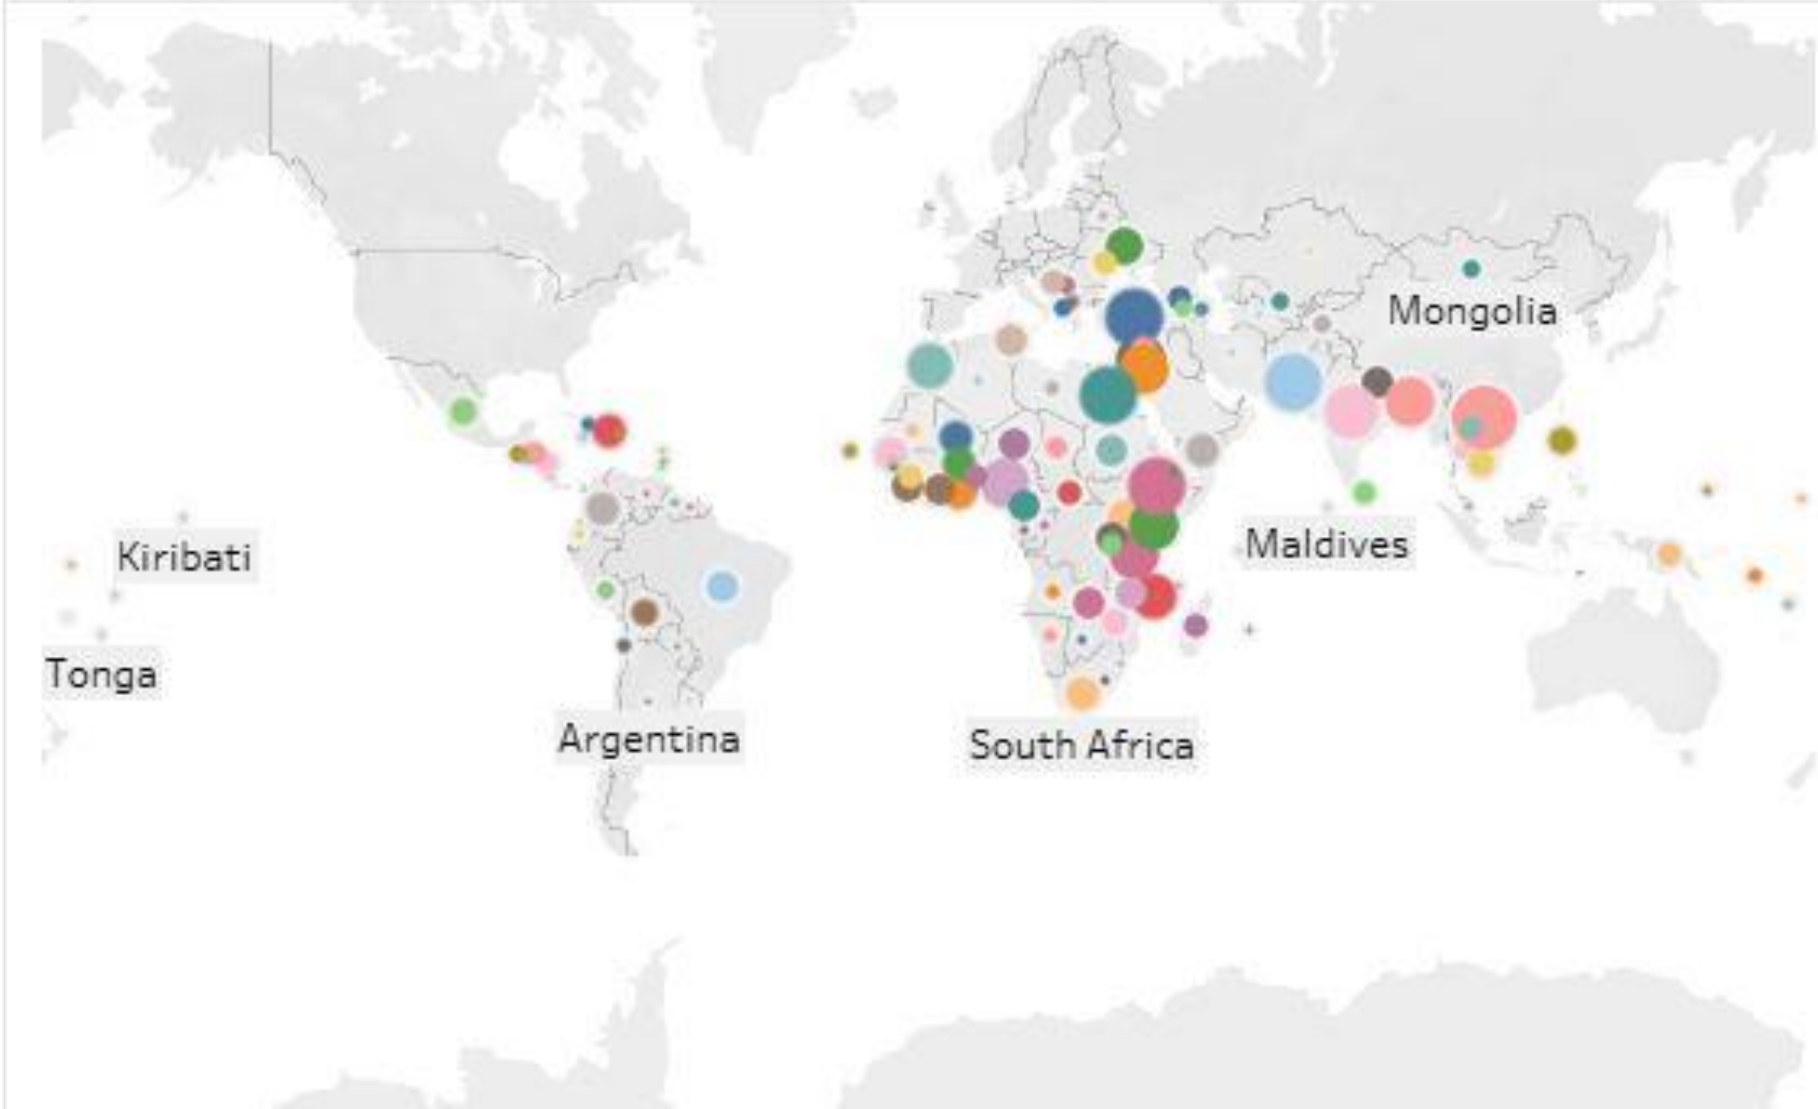 Mongolia
Kiribati
Maldives
Tonga
Argentina
South Africa